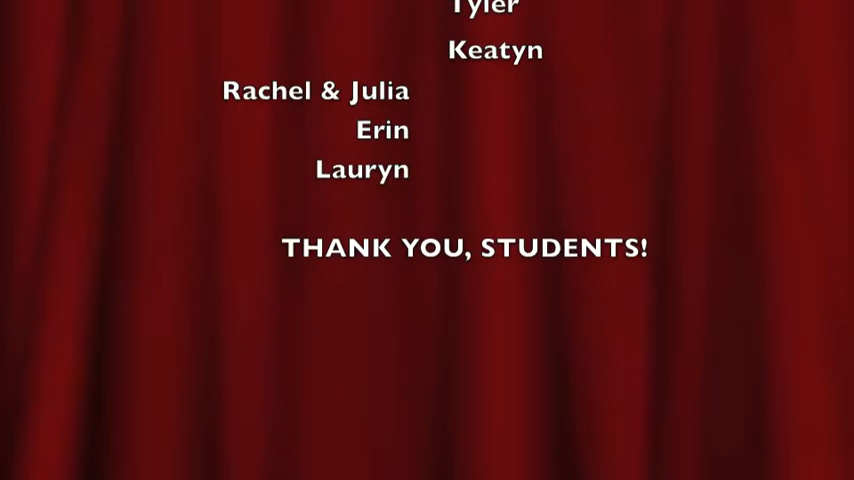 Tyler
Keatyn
Rachel & Julia
Erin
Lauryn
THANK YOU, STUDENTS!